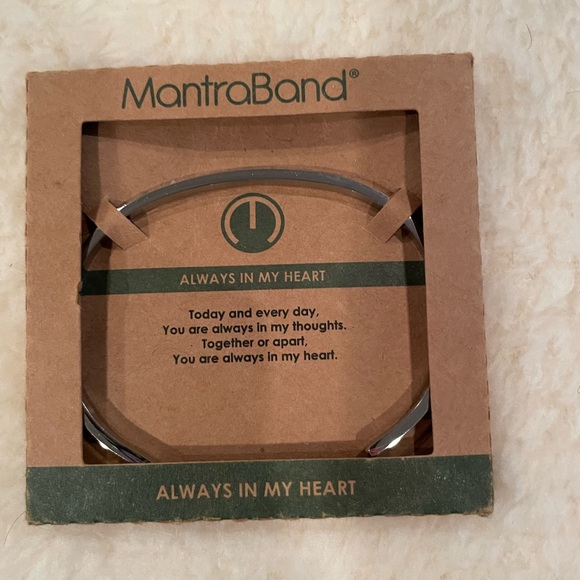 MantraBand®
ALWAYS IN MY HEART
Today and every day,
You are always in my thoughts.
Together or apart,
You are always in my heart.
ALWAYS IN MY HEART